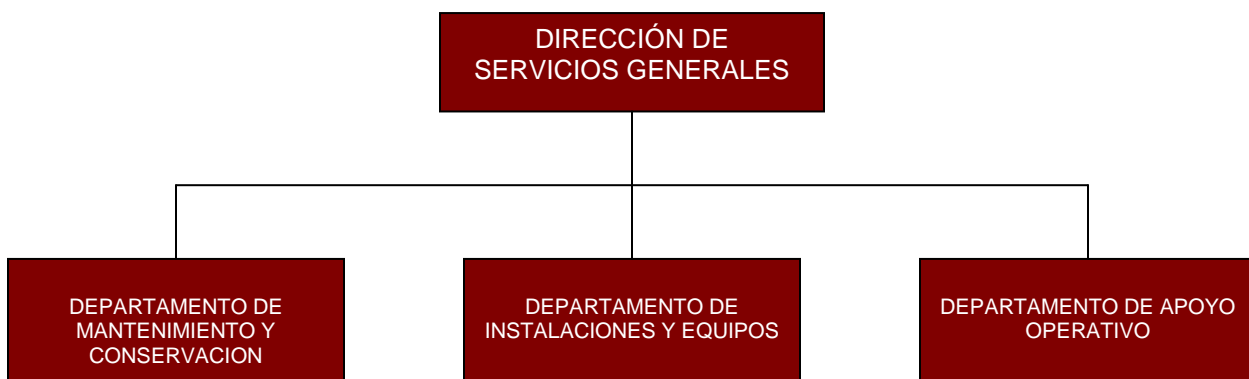 DIRECCIÓN DE
SERVICIOS GENERALES
DEPARTAMENTO DE
MANTENIMIENTO Y
CONSERVACION
DEPARTAMENTO DE
INSTALACIONES Y EQUIPOS
DEPARTAMENTO DE APOYO
OPERATIVO